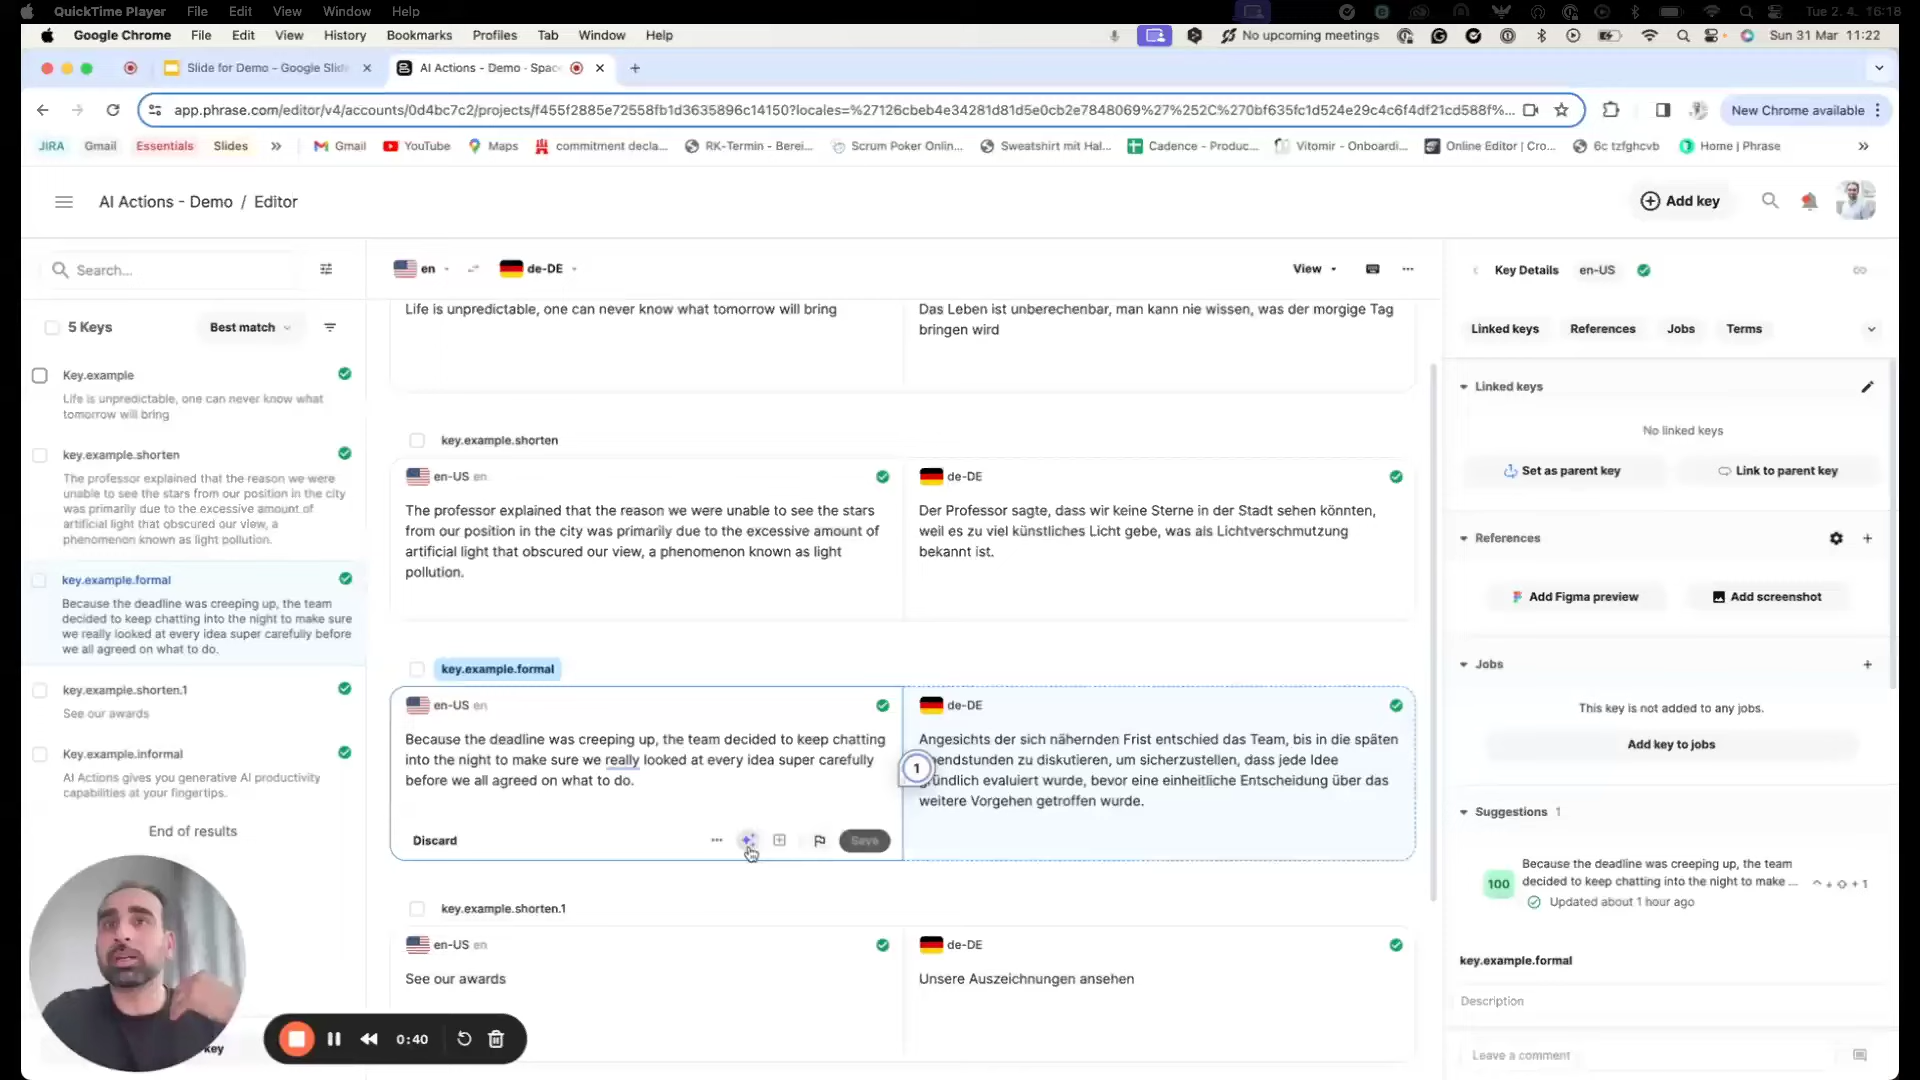 QuickTime Player File Edit View Window Help Tue 2. 4. 16:18
Google Chrome File Edit View History Bookmarks Profiles Tab Window Help No upcoming meetings Sun 31 Mar 11:22
Slide for Demo - Google Slide AI Actions - Demo · Spac
app.phrase.com/editor/v4/accounts/0d4bc7c2/projects/f455f2885e72558fb1d3635896c14150?locales=%27126cbeb4e34281d81d5e0cb2e7848069%27%252C%270bf635fc1d524e29c4c6f4df21cd588f%... New Chrome available
JIRA Gmail Essentials Slides Gmail YouTube Maps commitment decla... RK-Termin - Berei... Scrum Poker Onlin... Sweatshirt mit Hal... Cadence - Produc... Vitomir - Onboardi... Online Editor | Cro... 6c tzfghcvb Home | Phrase
AI Actions - Demo / Editor Add key
Search...
en de-DE View
Key Details en-US
5 Keys Best match
Linked keys References Jobs Terms
Key.example
Life is unpredictable, one can never know what
tomorrow will bring
key.example.shorten
The professor explained that the reason we were
unable to see the stars from our position in the city
was primarily due to the excessive amount of
artificial light that obscured our view, a
phenomenon known as light pollution.
key.example.formal
Because the deadline was creeping up, the team
decided to keep chatting into the night to make sure
we really looked at every idea super carefully before
we all agreed on what to do.
key.example.shorten.1
See our awards
Key.example.informal
AI Actions gives you generative AI productivity
capabilities at your fingertips.
End of results
key
0:40
Life is unpredictable, one can never know what tomorrow will bring
Das Leben ist unberechenbar, man kann nie wissen, was der morgige Tag
bringen wird
key.example.shorten
en-US en
The professor explained that the reason we were unable to see the stars
from our position in the city was primarily due to the excessive amount of
artificial light that obscured our view, a phenomenon known as light
pollution.
de-DE
Der Professor sagte, dass wir keine Sterne in der Stadt sehen könnten,
weil es zu viel künstliches Licht gebe, was als Lichtverschmutzung
bekannt ist.
key.example.formal
en-US en
Because the deadline was creeping up, the team decided to keep chatting
into the night to make sure we really looked at every idea super carefully
before we all agreed on what to do.
Discard Save
1
de-DE
Angesichts der sich nähernden Frist entschied das Team, bis in die späten
bendstunden zu diskutieren, um sicherzustellen, dass jede Idee
gründlich evaluiert wurde, bevor eine einheitliche Entscheidung über das
weitere Vorgehen getroffen wurde.
key.example.shorten.1
en-US en
See our awards
de-DE
Unsere Auszeichnungen ansehen
Linked keys
No linked keys
Set as parent key Link to parent key
References
Add Figma preview Add screenshot
Jobs
This key is not added to any jobs.
Add key to jobs
Suggestions 1
100
Because the deadline was creeping up, the team
decided to keep chatting into the night to make ... + 1
Updated about 1 hour ago
key.example.formal
Description
Leave a comment